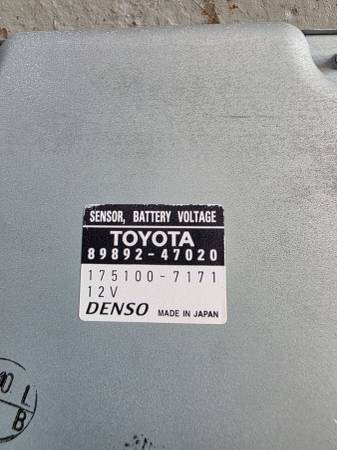 SENSOR, BATTERY VOLTAGE
TOYOTA
89892-47020
175100-7171
12V
DENSO MADE IN JAPAN
B